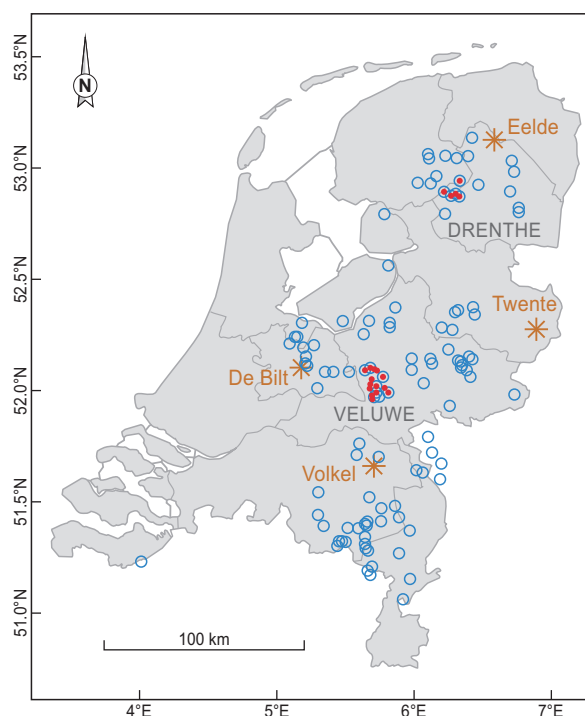 53.5°N
N
Eelde
53.0°N
DRENTHE
52.5°N
Twente
De Bilt
52.0°N
VELUWE
Volkel
51.5°N
51.0°N
100 km
4°E
5°E
6°E
7°E